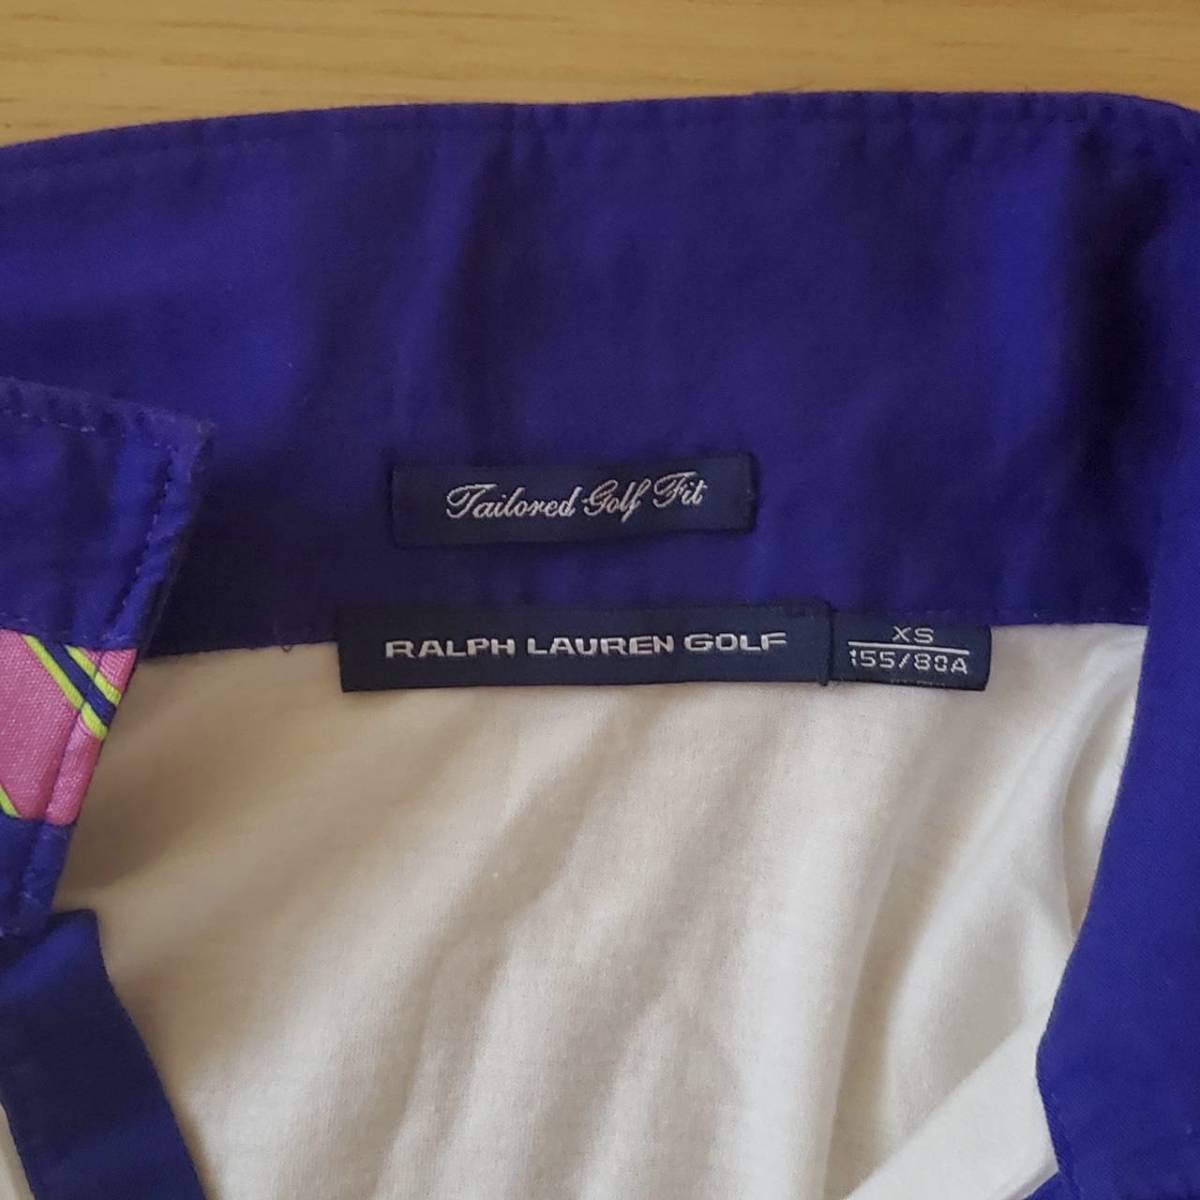 Tailored Golf Fit
RALPH LAUREN GOLF
XS
155/80A